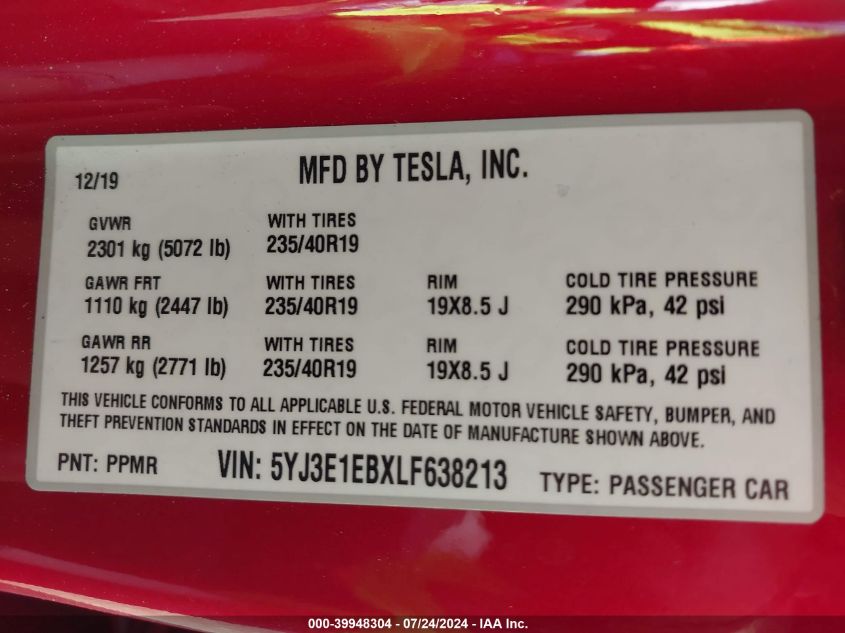 12/19 MFD BY TESLA, INC.
GVWR WITH TIRES
2301 kg (5072 lb) 235/40R19
GAWR FRT WITH TIRES RIM COLD TIRE PRESSURE
1110 kg (2447 lb) 235/40R19 19X8.5 J 290 kPa, 42 psi
GAWR RR WITH TIRES RIM COLD TIRE PRESSURE
1257 kg (2771 lb) 235/40R19 19X8.5 J 290 kPa, 42 psi
THIS VEHICLE CONFORMS TO ALL APPLICABLE U.S. FEDERAL MOTOR VEHICLE SAFETY, BUMPER, AND
THEFT PREVENTION STANDARDS IN EFFECT ON THE DATE OF MANUFACTURE SHOWN ABOVE.
PNT: PPMR VIN: 5YJ3E1EBXLF638213 TYPE: PASSENGER CAR
000-39948304 - 07/24/2024 - IAA Inc.